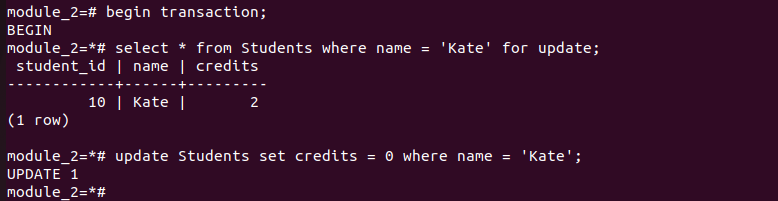 module_2=# begin transaction;
BEGIN
module_2=*# select * from Students where name = 'Kate' for update;
 student_id | name | credits
------------+------+---------
         10 | Kate |       2
(1 row)

module_2=*# update Students set credits = 0 where name = 'Kate';
UPDATE 1
module_2=*#